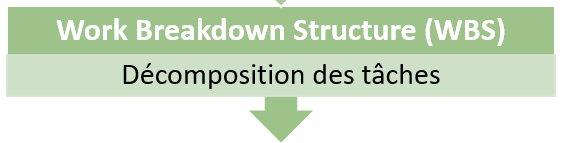 Work Breakdown Structure (WBS)
Décomposition des tâches